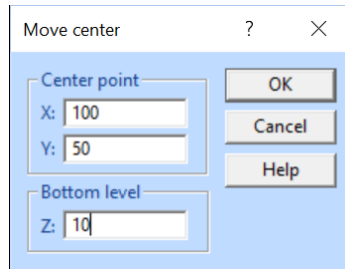 Move center ? ×
Center point
X: 100
Y: 50
Bottom level
Z: 10
OK
Cancel
Help